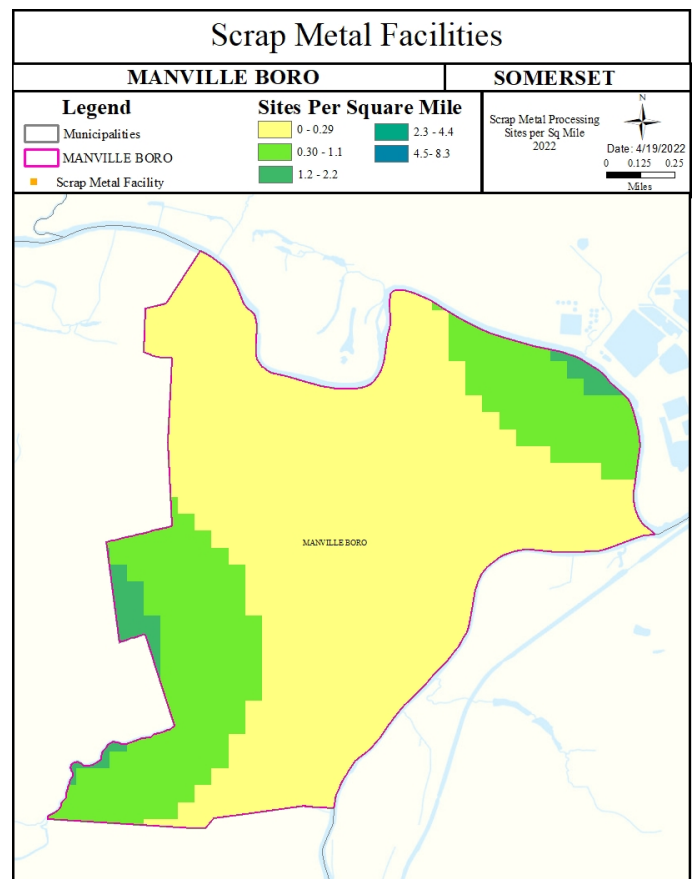 Scrap Metal Facilities
MANVILLE BORO
SOMERSET
Legend
Municipalities
MANVILLE BORO
Scrap Metal Facility
Sites Per Square Mile
0 - 0.29
0.30 - 1.1
1.2 - 2.2
2.3 - 4.4
4.5- 8.3
Scrap Metal Processing
Sites per Sq Mile
2022
N
Date: 4/19/2022
0 0.125 0.25
Miles
MANVILLE BORO